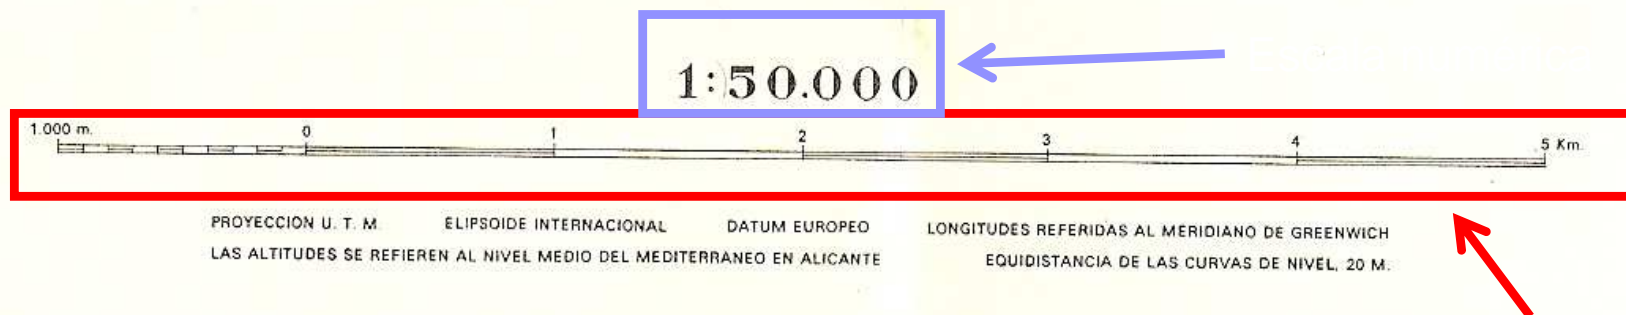 1:50.000
1.000 m. 0 1 2 3 4 5 Km.
PROYECCION U. T. M. ELIPSOIDE INTERNACIONAL DATUM EUROPEO LONGITUDES REFERIDAS AL MERIDIANO DE GREENWICH
LAS ALTITUDES SE REFIEREN AL NIVEL MEDIO DEL MEDITERRANEO EN ALICANTE EQUIDISTANCIA DE LAS CURVAS DE NIVEL, 20 M.